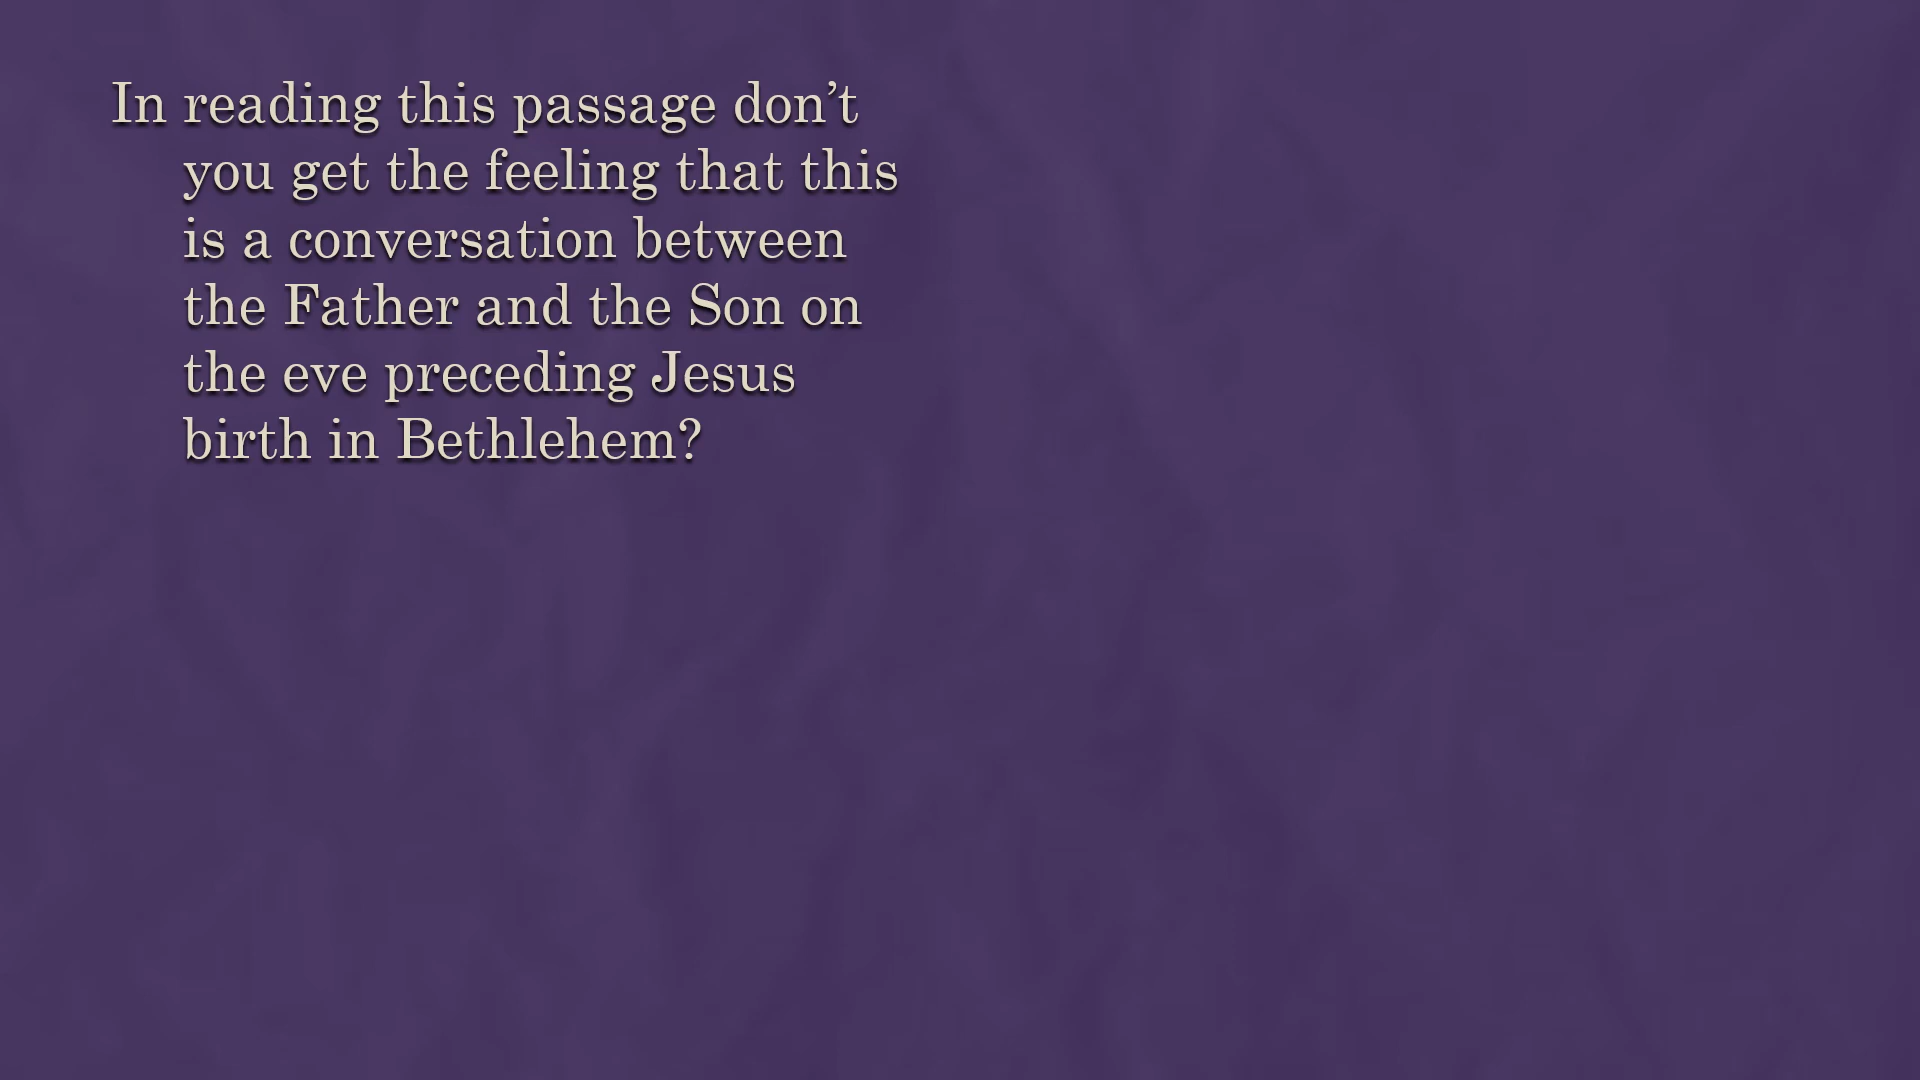 In reading this passage don’t
you get the feeling that this
is a conversation between
the Father and the Son on
the eve preceding Jesus
birth in Bethlehem?